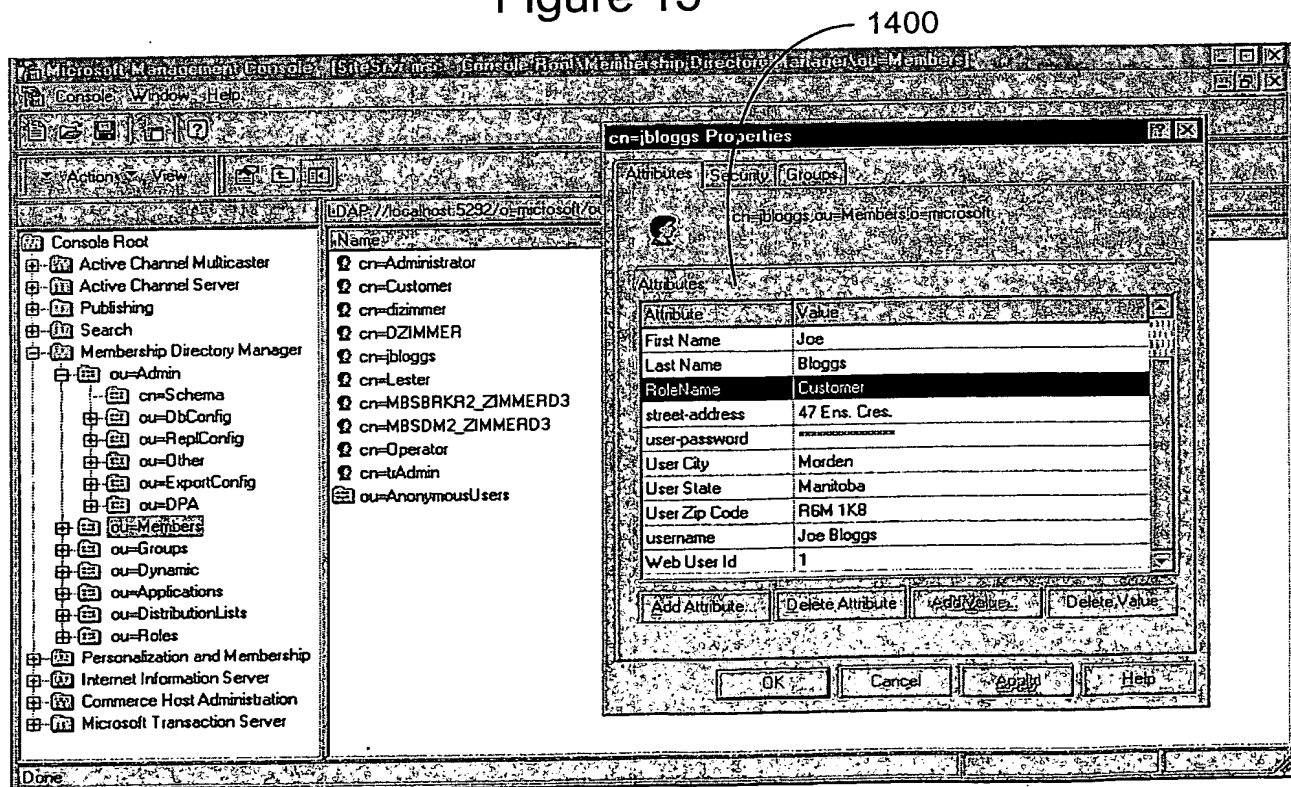 Figure 15
1400
Microsoft Management Console - [SiteSrv.msc - Console Root\Membership Directory Manager\ou=Members]
Console Window Help
Action View
LDAP://localhost:5292/o=microsoft/ou
Console Root
Active Channel Multicaster
Active Channel Server
Publishing
Search
Membership Directory Manager
ou=Admin
cn=Schema
ou=DbConfig
ou=ReplConfig
ou=Other
ou=ExportConfig
ou=DPA
ou=Members
ou=Groups
ou=Dynamic
ou=Applications
ou=DistributionLists
ou=Roles
Personalization and Membership
Internet Information Server
Commerce Host Administration
Microsoft Transaction Server
Name
cn=Administrator
cn=Customer
cn=dizimmer
cn=DZIMMER
cn=jbloggs
cn=Lester
cn=MBSBRKR2_ZIMMERD3
cn=MBSDM2_ZIMMERD3
cn=Operator
cn=trAdmin
ou=AnonymousUsers
cn=jbloggs Properties
Attributes Security Groups
cn=jbloggs,ou=Members,o=microsoft
Attributes
Attribute Value
First Name Joe
Last Name Bloggs
RoleName Customer
street-address 47 Ens. Cres.
user-password ****************
User City Morden
User State Manitoba
User Zip Code R6M 1K8
username Joe Bloggs
Web User Id 1
Add Attribute... Delete Attribute Add Value... Delete Value
OK Cancel Apply Help
Done